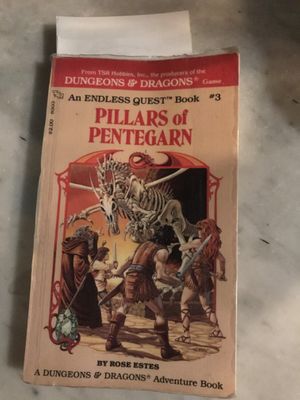 From TSR Hobbies, Inc., the producers of the
DUNGEONS & DRAGONS® Game
An ENDLESS QUEST™ Book #3
PILLARS of
PENTEGARN
BY ROSE ESTES
A DUNGEONS & DRAGONS® Adventure Book